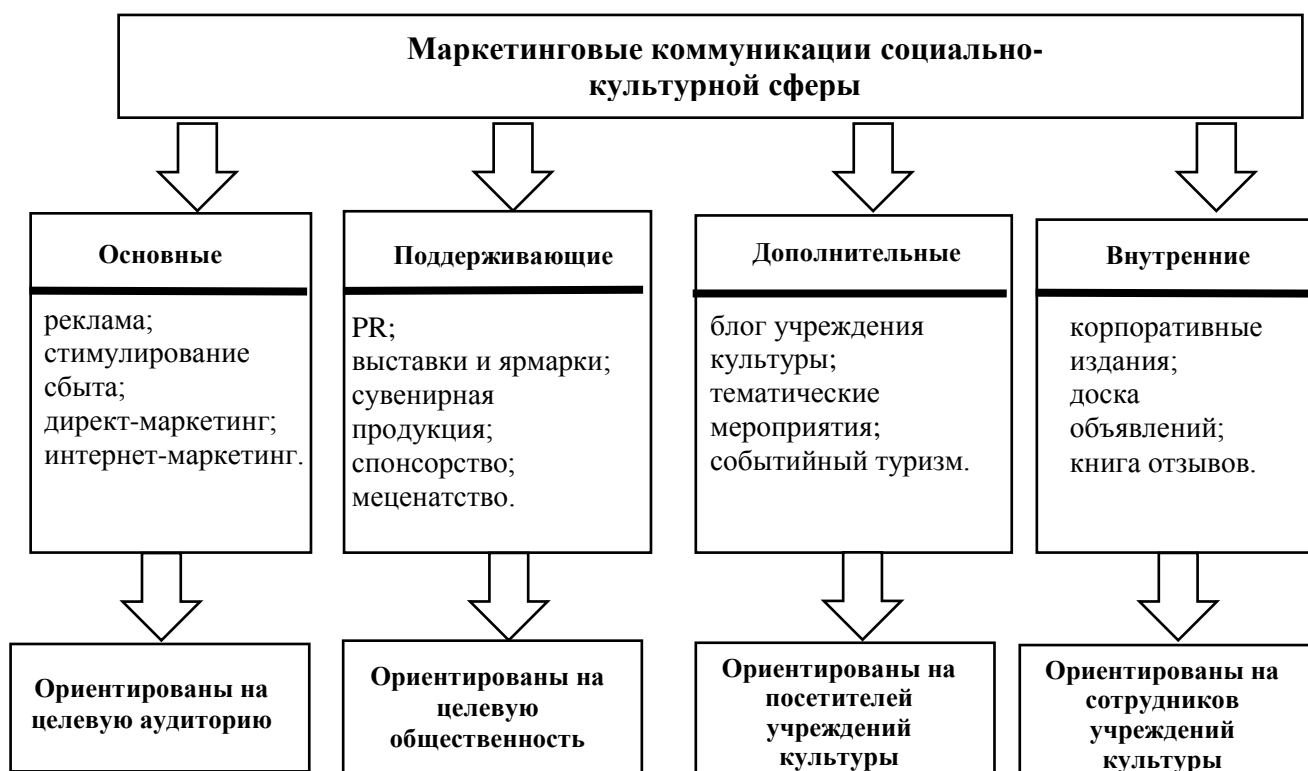 Маркетинговые коммуникации социально-
культурной сферы
Основные
реклама;
стимулирование
сбыта;
директ-маркетинг;
интернет-маркетинг.
Ориентированы на
целевую аудиторию
Поддерживающие
PR;
выставки и ярмарки;
сувенирная
продукция;
спонсорство;
меценатство.
Ориентированы на
целевую
общественность
Дополнительные
блог учреждения
культуры;
тематические
мероприятия;
событийный туризм.
Ориентированы на
посетителей
учреждений
культуры
Внутренние
корпоративные
издания;
доска
объявлений;
книга отзывов.
Ориентированы на
сотрудников
учреждений
культуры